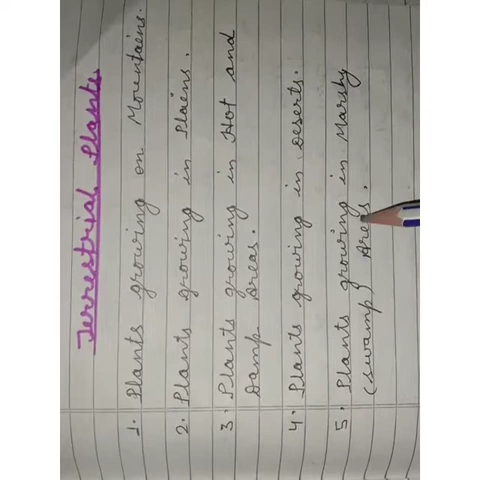 Terrestrial Plants
1. Plants growing on Mountains.
2. Plants growing in Plains.
3. Plants growing in Hot and
Damp Areas.
4. Plants growing in Deserts.
5. Plants growing in Marshy
(swamp) Areas.